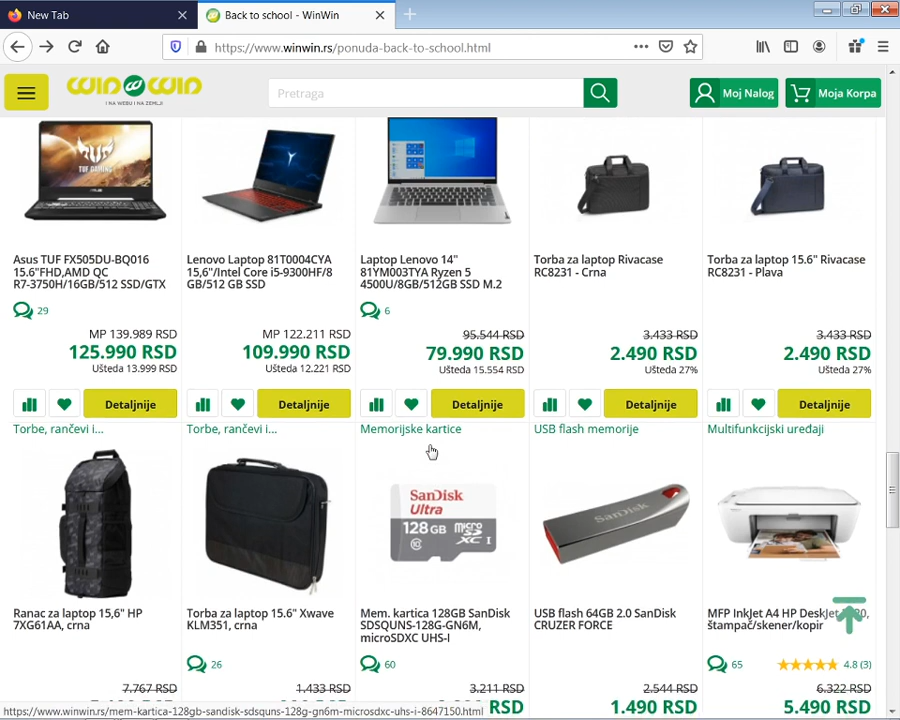 New Tab
Back to school - WinWin
https://www.winwin.rs/ponuda-back-to-school.html
WIN WIN
I NA WEBU I NA ZEMLJI
Pretraga
Moj Nalog
Moja Korpa
TUF GAMING
Asus TUF FX505DU-BQ016
15.6"FHD,AMD QC
R7-3750H/16GB/512 SSD/GTX
29
MP 139.989 RSD
125.990 RSD
Ušteda 13.999 RSD
Detaljnije
Lenovo Laptop 81T0004CYA
15,6"/Intel Core i5-9300HF/8
GB/512 GB SSD
MP 122.211 RSD
109.990 RSD
Ušteda 12.221 RSD
Detaljnije
Laptop Lenovo 14"
81YM003TYA Ryzen 5
4500U/8GB/512GB SSD M.2
6
95.544 RSD
79.990 RSD
Ušteda 15.554 RSD
Detaljnije
Torba za laptop Rivacase
RC8231 - Crna
3.433 RSD
2.490 RSD
Ušteda 27%
Detaljnije
Torba za laptop 15.6" Rivacase
RC8231 - Plava
3.433 RSD
2.490 RSD
Ušteda 27%
Detaljnije
Torbe, rančevi i...
Ranac za laptop 15,6" HP
7XG61AA, crna
7.767 RSD
Torbe, rančevi i...
Torba za laptop 15.6" Xwave
KLM351, crna
26
1.433 RSD
Memorijske kartice
SanDisk
Ultra
128GB
micro
SD
XC I
10
Mem. kartica 128GB SanDisk
SDSQUNS-128G-GN6M,
microSDXC UHS-I
60
3.211 RSD
USB flash memorije
SanDisk
USB flash 64GB 2.0 SanDisk
CRUZER FORCE
2.544 RSD
1.490 RSD
Multifunkcijski uređaji
MFP InkJet A4 HP DeskJet
štampač/skener/kopir
65
4.8 (3)
6.322 RSD
5.490 RSD
https://www.winwin.rs/mem-kartica-128gb-sandisk-sdsquns-128g-gn6m-microsdxc-uhs-i-8647150.html